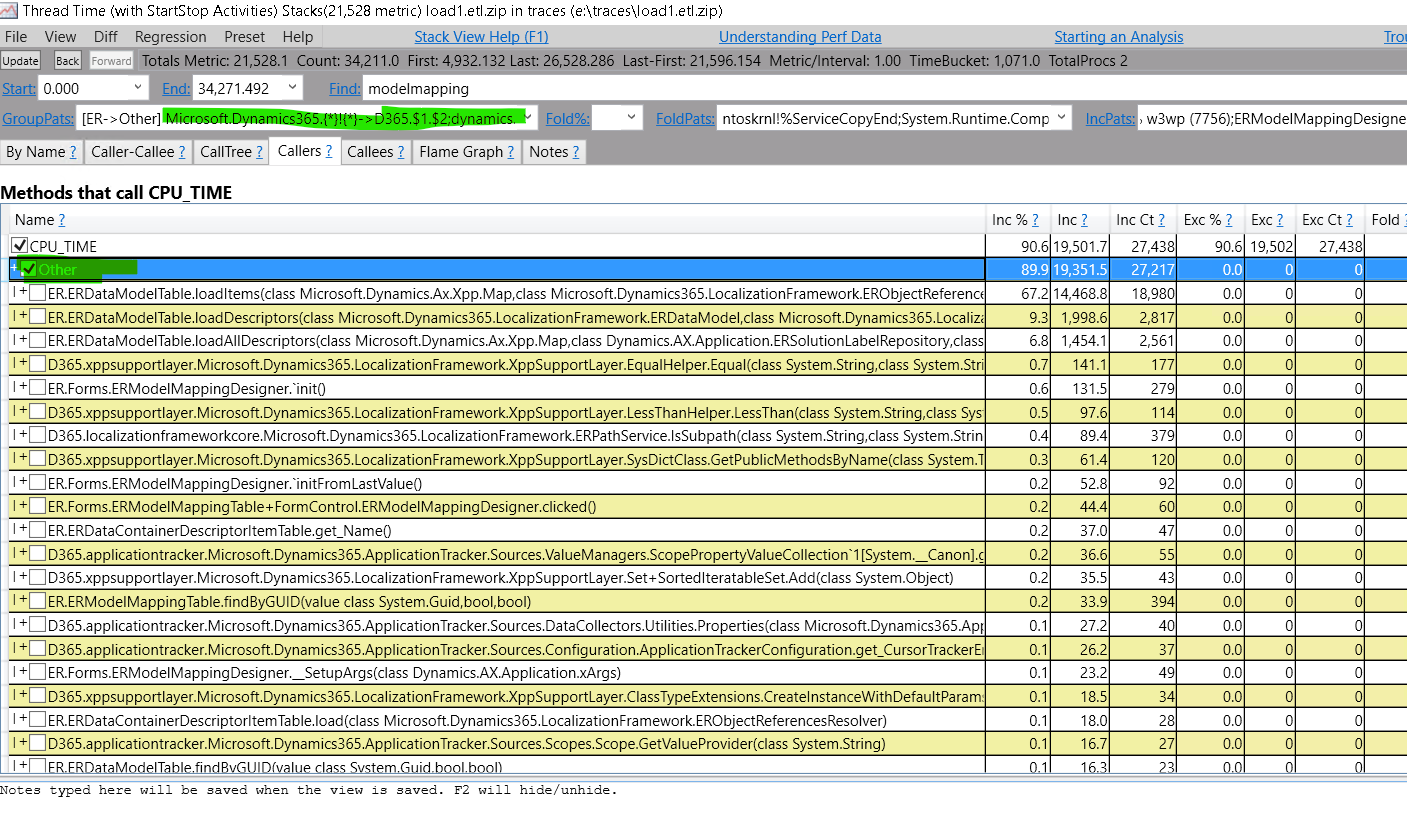 Thread Time (with StartStop Activities) Stacks(21,528 metric) load1.etl.zip in traces (e:\traces\load1.etl.zip)
File View Diff Regression Preset Help Stack View Help (F1) Understanding Perf Data Starting an Analysis
Update Back Forward Totals Metric: 21,528.1 Count: 34,211.0 First: 4,932.132 Last: 26,528.286 Last-First: 21,596.154 Metric/Interval: 1.00 TimeBucket: 1,071.0 TotalProcs 2
Start: 0.000 End: 34,271.492 Find: modelmapping
GroupPats: [ER->Other] Microsoft.Dynamics365.{*}!{*}->D365.$1.$2;dynamics. Fold%: FoldPats: ntoskrnl!%ServiceCopyEnd;System.Runtime.Comp IncPats: w3wp (7756);ERModelMappingDesigner
By Name ? Caller-Callee ? CallTree ? Callers ? Callees ? Flame Graph ? Notes ?
Methods that call CPU_TIME
Name ? Inc % ? Inc ? Inc Ct ? Exc % ? Exc ? Exc Ct ? Fold ?
CPU_TIME 90.6 19,501.7 27,438 90.6 19,502 27,438
+ Other 89.9 19,351.5 27,217 0.0 0 0
| + ER.ERDataModelTable.loadItems(class Microsoft.Dynamics.Ax.Xpp.Map,class Microsoft.Dynamics365.LocalizationFramework.ERObjectReference 67.2 14,468.8 18,980 0.0 0 0
| + ER.ERDataModelTable.loadDescriptors(class Microsoft.Dynamics365.LocalizationFramework.ERDataModel,class Microsoft.Dynamics365.Localiza 9.3 1,998.6 2,817 0.0 0 0
| + ER.ERDataModelTable.loadAllDescriptors(class Microsoft.Dynamics.Ax.Xpp.Map,class Dynamics.AX.Application.ERSolutionLabelRepository,class 6.8 1,454.1 2,561 0.0 0 0
| + D365.xppsupportlayer.Microsoft.Dynamics365.LocalizationFramework.XppSupportLayer.EqualHelper.Equal(class System.String,class System.Stri 0.7 141.1 177 0.0 0 0
| + ER.Forms.ERModelMappingDesigner.`init() 0.6 131.5 279 0.0 0 0
| + D365.xppsupportlayer.Microsoft.Dynamics365.LocalizationFramework.XppSupportLayer.LessThanHelper.LessThan(class System.String,class Syst 0.5 97.6 114 0.0 0 0
| + D365.localizationframeworkcore.Microsoft.Dynamics365.LocalizationFramework.ERPathService.IsSubpath(class System.String,class System.Strin 0.4 89.4 379 0.0 0 0
| + D365.xppsupportlayer.Microsoft.Dynamics365.LocalizationFramework.XppSupportLayer.SysDictClass.GetPublicMethodsByName(class System.T 0.3 61.4 120 0.0 0 0
| + ER.Forms.ERModelMappingDesigner.`initFromLastValue() 0.2 52.8 92 0.0 0 0
| + ER.Forms.ERModelMappingTable+FormControl.ERModelMappingDesigner.clicked() 0.2 44.4 60 0.0 0 0
| + ER.ERDataContainerDescriptorItemTable.get_Name() 0.2 37.0 47 0.0 0 0
| + D365.applicationtracker.Microsoft.Dynamics365.ApplicationTracker.Sources.ValueManagers.ScopePropertyValueCollection`1[System.__Canon].g 0.2 36.6 55 0.0 0 0
| + D365.xppsupportlayer.Microsoft.Dynamics365.LocalizationFramework.XppSupportLayer.Set+SortedIteratableSet.Add(class System.Object) 0.2 35.5 43 0.0 0 0
| + ER.ERModelMappingTable.findByGUID(value class System.Guid,bool,bool) 0.2 33.9 394 0.0 0 0
| + D365.applicationtracker.Microsoft.Dynamics365.ApplicationTracker.Sources.DataCollectors.Utilities.Properties(class Microsoft.Dynamics365.Ap 0.1 27.2 40 0.0 0 0
| + D365.applicationtracker.Microsoft.Dynamics365.ApplicationTracker.Sources.Configuration.ApplicationTrackerConfiguration.get_CursorTrackerE 0.1 26.2 37 0.0 0 0
| + ER.Forms.ERModelMappingDesigner.__SetupArgs(class Dynamics.AX.Application.xArgs) 0.1 23.2 49 0.0 0 0
| + D365.xppsupportlayer.Microsoft.Dynamics365.LocalizationFramework.XppSupportLayer.ClassTypeExtensions.CreateInstanceWithDefaultParams 0.1 18.5 34 0.0 0 0
| + ER.ERDataContainerDescriptorItemTable.load(class Microsoft.Dynamics365.LocalizationFramework.ERObjectReferencesResolver) 0.1 18.0 28 0.0 0 0
| + D365.applicationtracker.Microsoft.Dynamics365.ApplicationTracker.Sources.Scopes.Scope.GetValueProvider(class System.String) 0.1 16.7 27 0.0 0 0
| + ER.ERDataModelTable.findByGUID(value class System.Guid,bool,bool) 0.1 16.3 23 0.0 0 0
Notes typed here will be saved when the view is saved. F2 will hide/unhide.